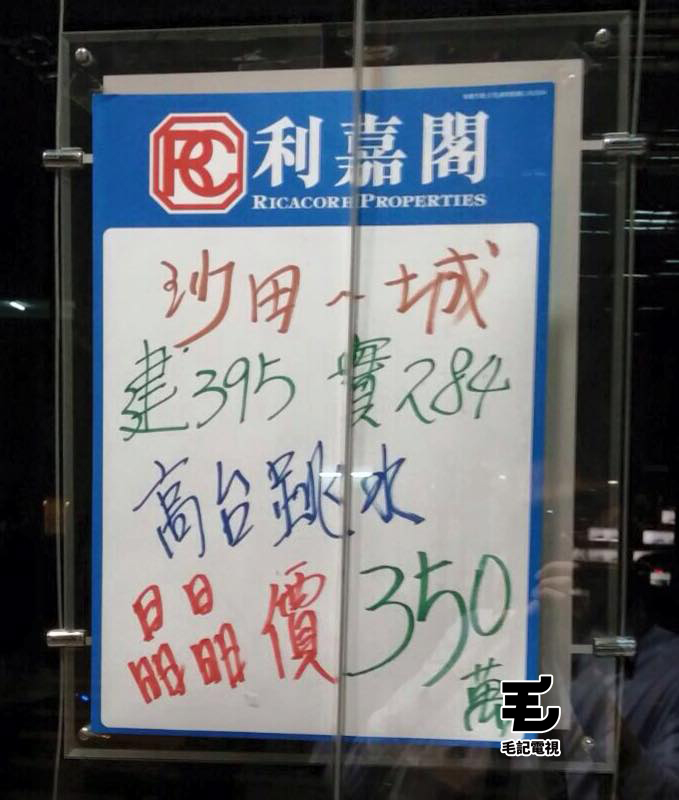 利嘉閣
RICACORP PROPERTIES
沙田~城
建395 實284
高台跳水
晶晶價350
萬
毛
毛記電視